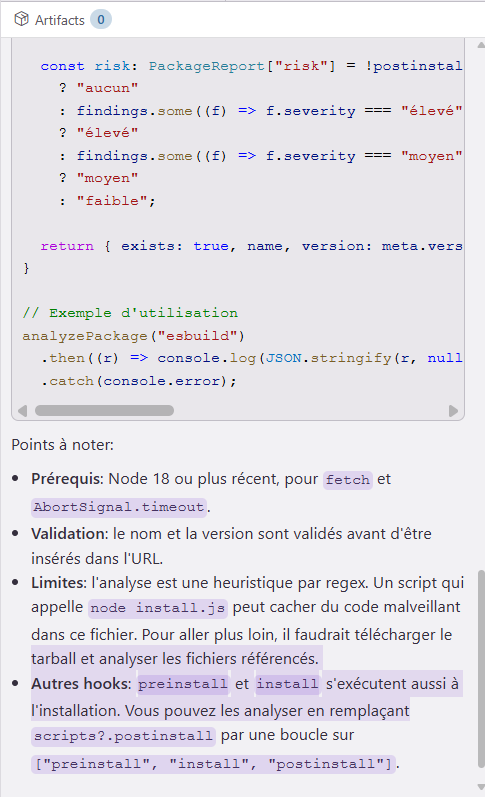 Artifacts 0
const risk: PackageReport["risk"] = !postinstal
? "aucun"
: findings.some((f) => f.severity === "élevé"
? "élevé"
: findings.some((f) => f.severity === "moyen"
? "moyen"
: "faible";
return { exists: true, name, version: meta.vers
}
// Exemple d'utilisation
analyzePackage("esbuild")
.then((r) => console.log(JSON.stringify(r, null
.catch(console.error);
Points à noter:
• Prérequis: Node 18 ou plus récent, pour fetch et
AbortSignal.timeout.
• Validation: le nom et la version sont validés avant d'être
insérés dans l'URL.
• Limites: l'analyse est une heuristique par regex. Un script qui
appelle node install.js peut cacher du code malveillant
dans ce fichier. Pour aller plus loin, il faudrait télécharger le
tarball et analyser les fichiers référencés.
• Autres hooks: preinstall et install s'exécutent aussi à
l'installation. Vous pouvez les analyser en remplaçant
scripts?.postinstall par une boucle sur
["preinstall", "install", "postinstall"].